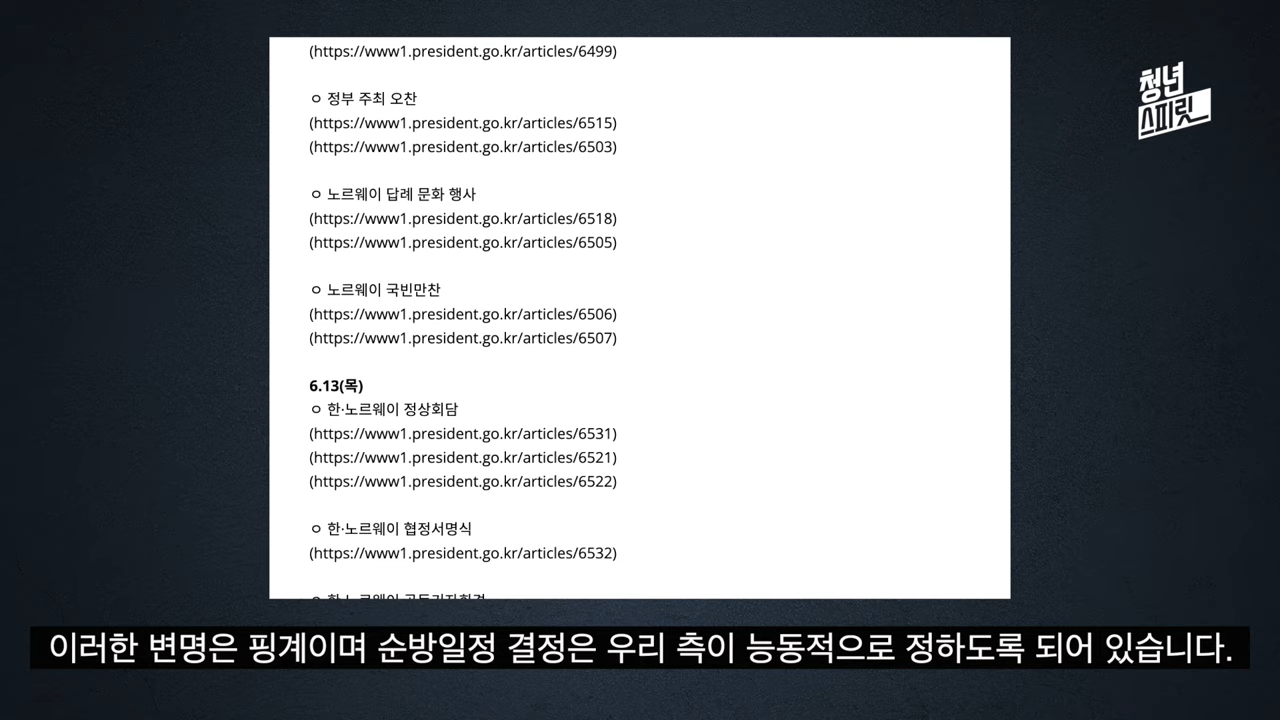 (https://www1.president.go.kr/articles/6499)
ㅇ 정부 주최 오찬
(https://www1.president.go.kr/articles/6515)
(https://www1.president.go.kr/articles/6503)
ㅇ 노르웨이 답례 문화 행사
(https://www1.president.go.kr/articles/6518)
(https://www1.president.go.kr/articles/6505)
ㅇ 노르웨이 국빈만찬
(https://www1.president.go.kr/articles/6506)
(https://www1.president.go.kr/articles/6507)
6.13(목)
ㅇ 한·노르웨이 정상회담
(https://www1.president.go.kr/articles/6531)
(https://www1.president.go.kr/articles/6521)
(https://www1.president.go.kr/articles/6522)
ㅇ 한·노르웨이 협정서명식
(https://www1.president.go.kr/articles/6532)
청년
스피릿
이러한 변명은 핑계이며 순방일정 결정은 우리 측이 능동적으로 정하도록 되어 있습니다.